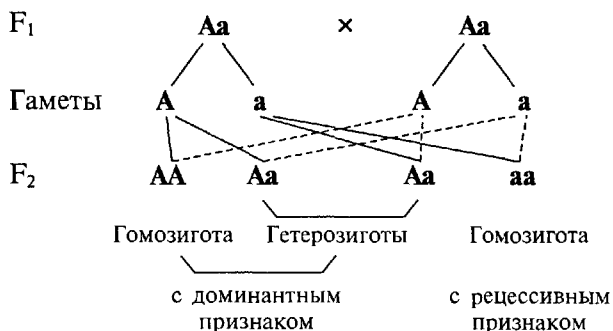 F₁ Aa × Aa
Гаметы A a A a
F₂ AA Aa Aa aa
Гомозигота Гетерозиготы Гомозигота
с доминантным с рецессивным
признаком признаком